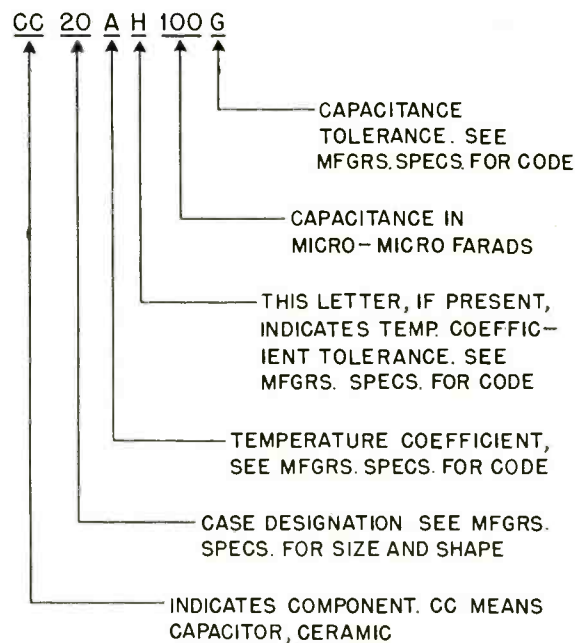 CC 20 A H 100 G
CAPACITANCE
TOLERANCE. SEE
MFGRS. SPECS. FOR CODE
CAPACITANCE IN
MICRO-MICRO FARADS
THIS LETTER, IF PRESENT,
INDICATES TEMP. COEFFIC-
IENT TOLERANCE. SEE
MFGRS. SPECS. FOR CODE
TEMPERATURE COEFFICIENT,
SEE MFGRS. SPECS. FOR CODE
CASE DESIGNATION SEE MFGRS.
SPECS. FOR SIZE AND SHAPE
INDICATES COMPONENT. CC MEANS
CAPACITOR, CERAMIC